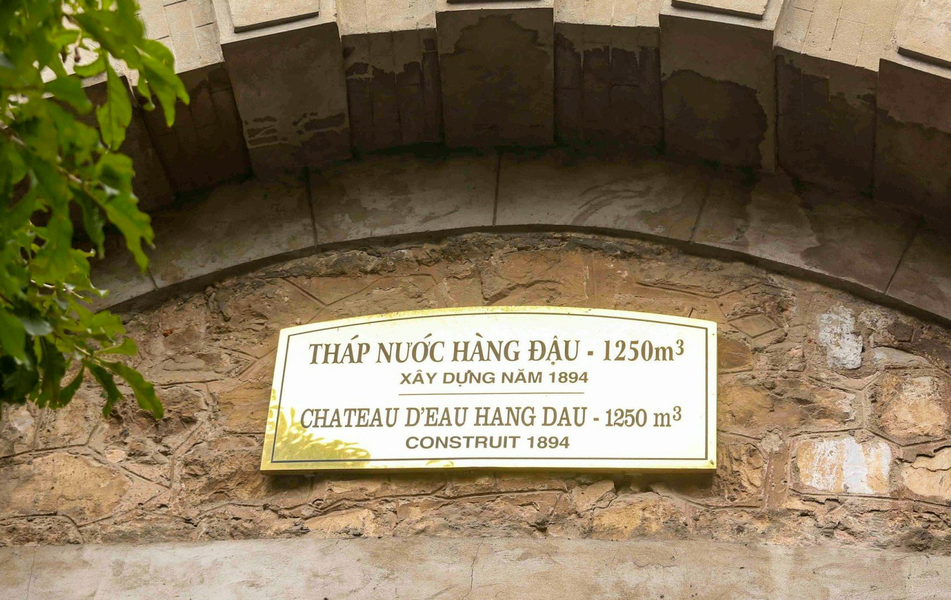 THÁP NƯỚC HÀNG ĐẬU - 1250m³
XÂY DỰNG NĂM 1894
CHATEAU D'EAU HANG DAU - 1250 m³
CONSTRUIT 1894